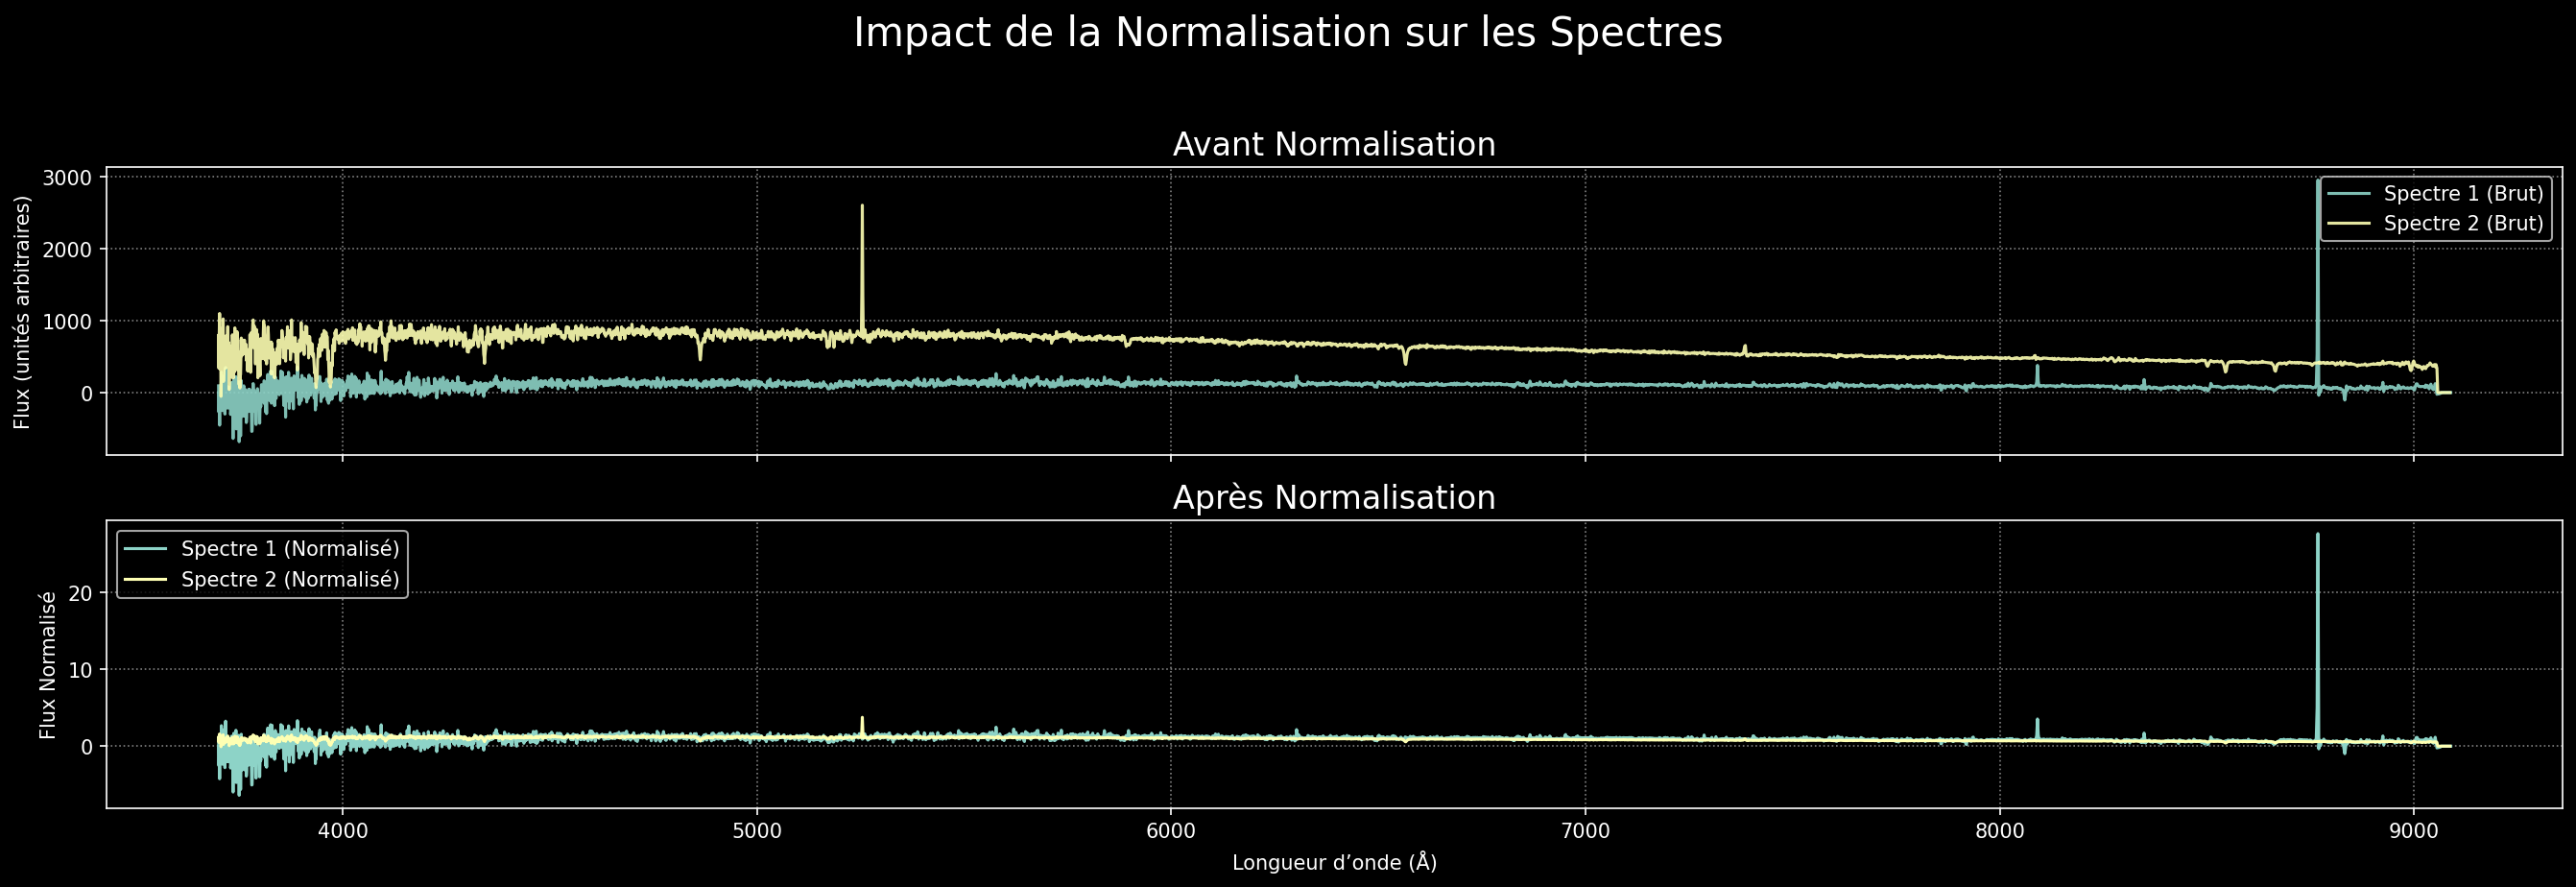 Impact de la Normalisation sur les Spectres
Avant Normalisation
Flux (unités arbitraires)
3000
2000
1000
0
Spectre 1 (Brut)
Spectre 2 (Brut)
Après Normalisation
Flux Normalisé
20
10
0
Spectre 1 (Normalisé)
Spectre 2 (Normalisé)
4000 5000 6000 7000 8000 9000
Longueur d’onde (Å)